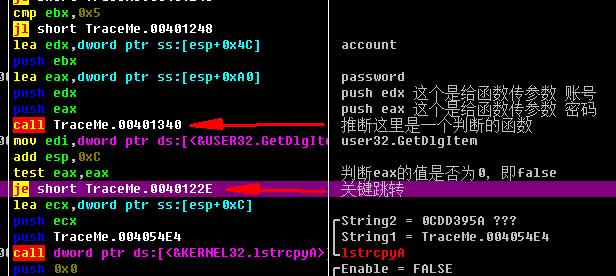 cmp ebx,0x5
jl short TraceMe.00401248
lea edx,dword ptr ss:[esp+0x4C] account
push ebx
lea eax,dword ptr ss:[esp+0xA0] password
push edx push edx 这个是给函数传参数 账号
push eax push eax 这个是给函数传参数 密码
call TraceMe.00401340 推断这里是一个判断的函数
mov edi,dword ptr ds:[<&USER32.GetDlgIte user32.GetDlgItem
add esp,0xC
test eax,eax 判断eax的值是否为0，即false
je short TraceMe.0040122E 关键跳转
lea ecx,dword ptr ss:[esp+0xC]
push ecx String2 = 0CDD395A ???
push TraceMe.004054E4 String1 = TraceMe.004054E4
call dword ptr ds:[<&KERNEL32.lstrcpyA>] lstrcpyA
push 0x0 Enable = FALSE